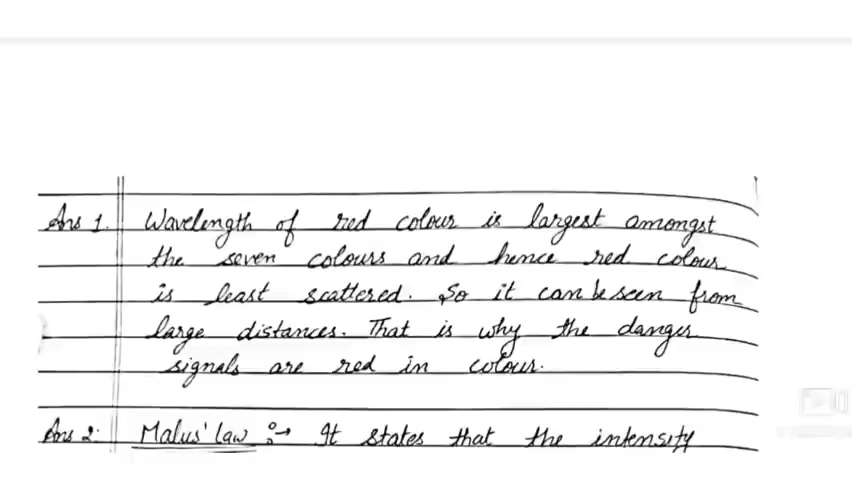 Ans 1. Wavelength of red colour is largest amongst
the seven colours and hence red colour
is least scattered. So it can be seen from
large distances. That is why the danger
signals are red in colour.
Ans 2. Malus' law :→ It states that the intensity